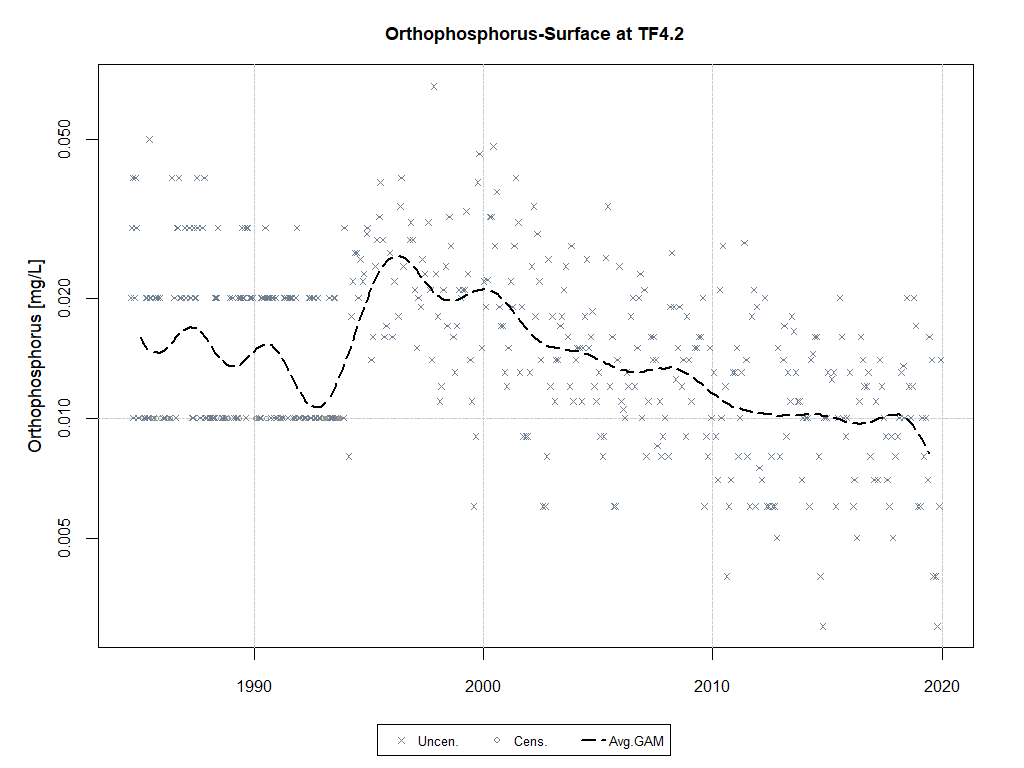 Orthophosphorus-Surface at TF4.2
Orthophosphorus [mg/L]
0.050
0.020
0.010
0.005
1990 2000 2010 2020
Uncen. Cens. Avg.GAM